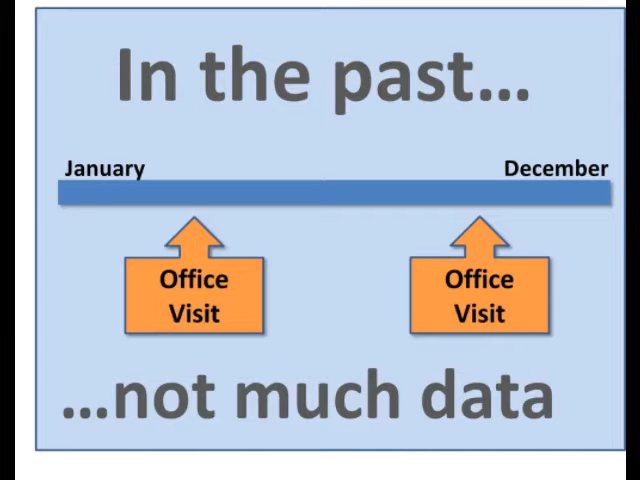 In the past...
January December
Office
Visit
Office
Visit
...not much data